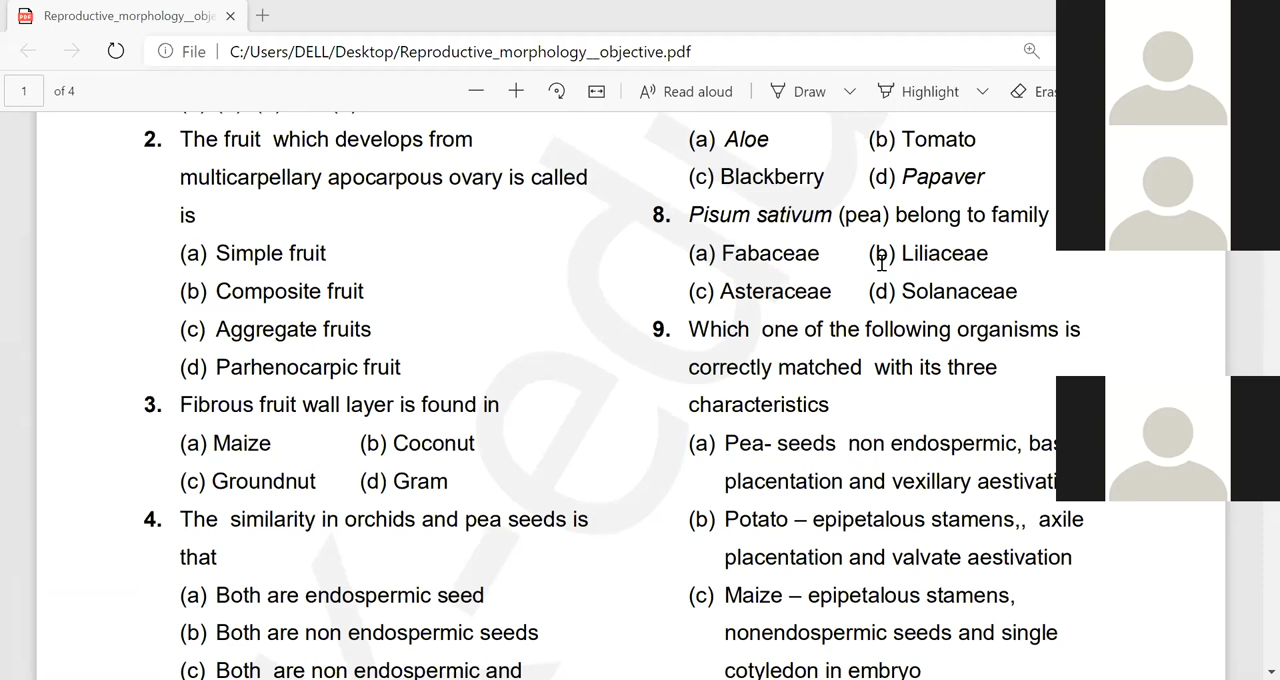 Reproductive_morphology__obje
File | C:/Users/DELL/Desktop/Reproductive_morphology__objective.pdf
1 of 4
Read aloud
Draw
Highlight
2. The fruit which develops from
multicarpellary apocarpous ovary is called
is
(a) Simple fruit
(b) Composite fruit
(c) Aggregate fruits
(d) Parhenocarpic fruit
3. Fibrous fruit wall layer is found in
(a) Maize (b) Coconut
(c) Groundnut (d) Gram
4. The similarity in orchids and pea seeds is
that
(a) Both are endospermic seed
(b) Both are non endospermic seeds
(c) Both are non endospermic and
(a) Aloe (b) Tomato
(c) Blackberry (d) Papaver
8. Pisum sativum (pea) belong to family
(a) Fabaceae (b) Liliaceae
(c) Asteraceae (d) Solanaceae
9. Which one of the following organisms is
correctly matched with its three
characteristics
(a) Pea- seeds non endospermic,
placentation and vexillary
(b) Potato – epipetalous stamens,, axile
placentation and valvate aestivation
(c) Maize – epipetalous stamens,
nonendospermic seeds and single
cotyledon in embryo